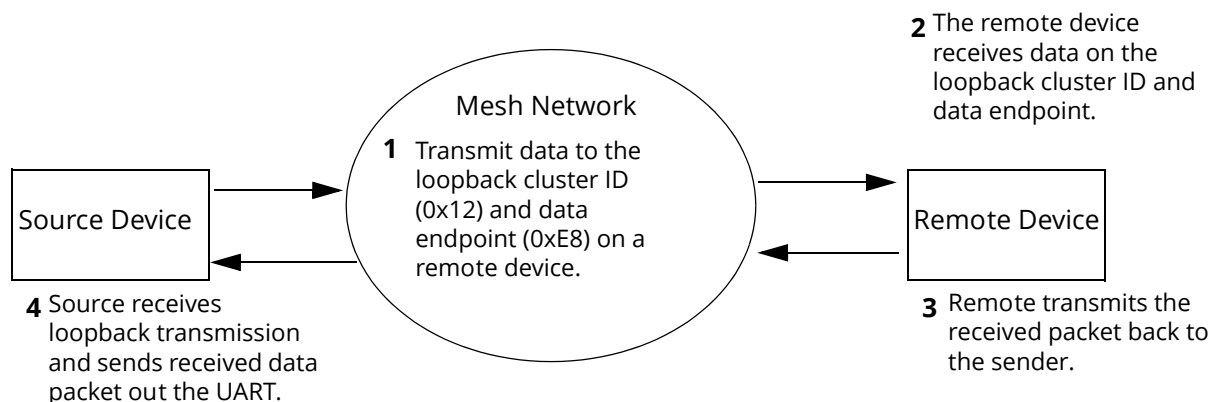 2 The remote device
receives data on the
loopback cluster ID and
data endpoint.
Mesh Network
1 Transmit data to the
loopback cluster ID
(0x12) and data
endpoint (0xE8) on a
remote device.
Source Device
Remote Device
4 Source receives
loopback transmission
and sends received data
packet out the UART.
3 Remote transmits the
received packet back to
the sender.